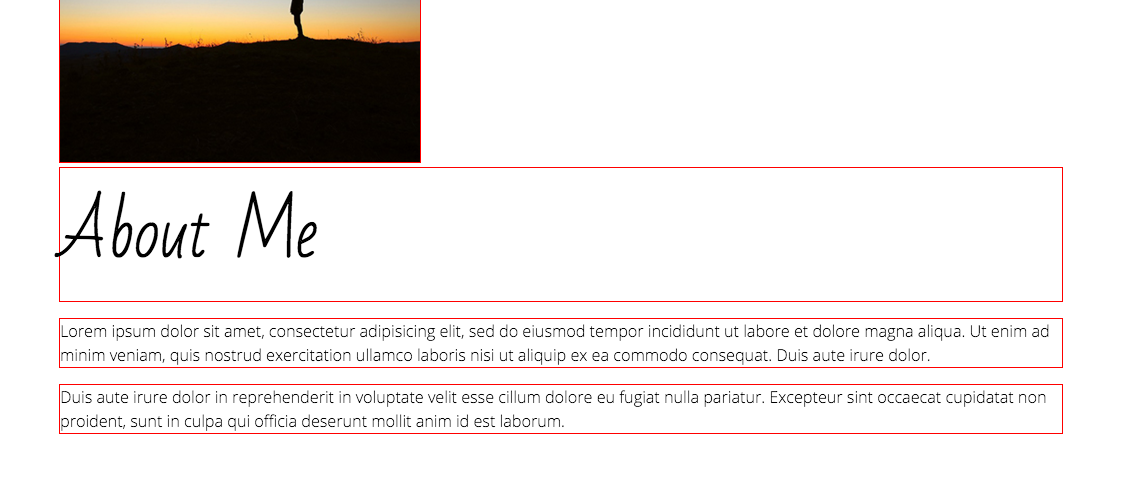 About Me
Lorem ipsum dolor sit amet, consectetur adipisicing elit, sed do eiusmod tempor incididunt ut labore et dolore magna aliqua. Ut enim ad
minim veniam, quis nostrud exercitation ullamco laboris nisi ut aliquip ex ea commodo consequat. Duis aute irure dolor.
Duis aute irure dolor in reprehenderit in voluptate velit esse cillum dolore eu fugiat nulla pariatur. Excepteur sint occaecat cupidatat non
proident, sunt in culpa qui officia deserunt mollit anim id est laborum.